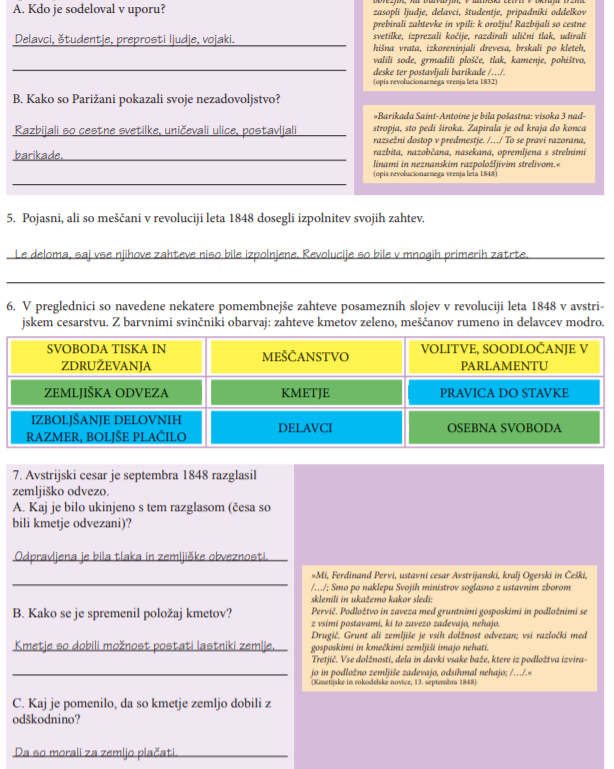 A. Kdo je sodeloval v uporu?
Delavci, študentje, preprosti ljudje, vojaki.
B. Kako so Parižani pokazali svoje nezadovoljstvo?
Razbijali so cestne svetilke, uničevali ulice, postavljali
barikade.
zasopli ljudje, delavci, študentje, pripadniki oddelkov
prebirali zahtevke in vpili: k orožju! Razbijali so cestne
svetilke, izprezali kočije, razdirali ulični tlak, udirali
hišna vrata, izkoreninjali drevesa, brskali po kleteh,
valili sode, grmadili plošče, tlak, kamenje, pohištvo,
deske ter postavljali barikade /…/.
(opis revolucionarnega vrenja leta 1832)
»Barikada Saint-Antoine je bila pošastna: visoka 3 nad-
stropja, sto pedi široka. Zapirala je od kraja do konca
razsežni dostop v predmestje. /…/ To se pravi razorana,
razbita, nazobčana, nasekana, opremljena s strelnimi
linami in neznanskim razpoložljivim strelivom.«
(opis revolucionarnega vrenja leta 1848)
5. Pojasni, ali so meščani v revoluciji leta 1848 dosegli izpolnitev svojih zahtev.
Le deloma, saj vse njihove zahteve niso bile izpolnjene. Revolucije so bile v mnogih primerih zatrte.
6. V preglednici so navedene nekatere pomembnejše zahteve posameznih slojev v revoluciji leta 1848 v avstri-
jskem cesarstvu. Z barvnimi svinčniki obarvaj: zahteve kmetov zeleno, meščanov rumeno in delavcev modro.
SVOBODA TISKA IN
ZDRUŽEVANJA
MEŠČANSTVO
VOLITVE, SOODLOČANJE V
PARLAMENTU
ZEMLJIŠKA ODVEZA
KMETJE
PRAVICA DO STAVKE
IZBOLJŠANJE DELOVNIH
RAZMER, BOLJŠE PLAČILO
DELAVCI
OSEBNA SVOBODA
7. Avstrijski cesar je septembra 1848 razglasil
zemljiško odvezo.
A. Kaj je bilo ukinjeno s tem razglasom (česa so
bili kmetje odvezani)?
Odpravljena je bila tlaka in zemljiške obveznosti.
B. Kako se je spremenil položaj kmetov?
Kmetje so dobili možnost postati lastniki zemlje.
C. Kaj je pomenilo, da so kmetje zemljo dobili z
odškodnino?
Da so morali za zemljo plačati.
»Mi, Ferdinand Pervi, ustavni cesar Avstrijanski, kralj Ogerski in Češki,
/…/; Smo po naklepu Svojih ministrov soglasno z ustavnim zborom
sklenili in ukažemo kakor sledi:
Pervič. Podložtvo in zaveza med gruntnimi gosposkimi in podložnimi se
z vsimi postavami, ki to zavezo zadevajo, nehajo.
Drugič. Grunt ali zemljiše je vsih dolžnost odvezan; vsi razločki med
gosposkimi in kmečkimi zemljiši imajo nehati.
Tretjič. Vse dolžnosti, dela in davki vsake baže, ktere iz podložtva izvira-
jo in podložno zemljiše zadevajo, odsihmal nehajo; /…/.«
(Kmetijske in rokodelske novice, 13. septembra 1848)